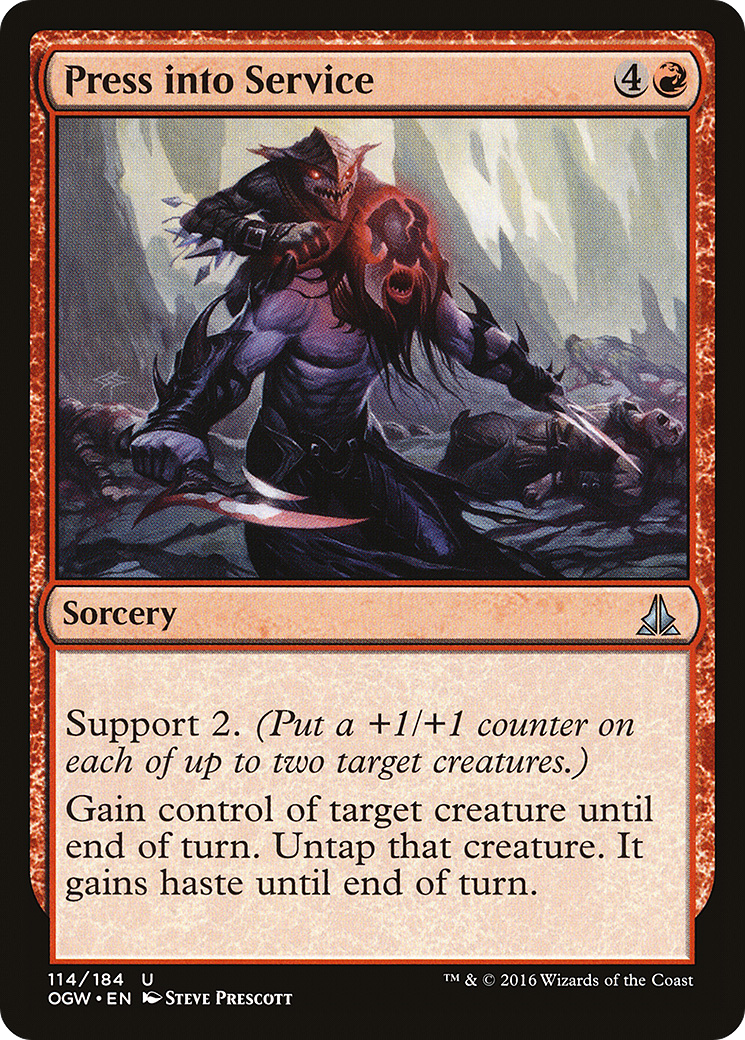 Press into Service 4
Sorcery
Support 2. (Put a +1/+1 counter on
each of up to two target creatures.)
Gain control of target creature until
end of turn. Untap that creature. It
gains haste until end of turn.
114/184 U
OGW • EN Steve Prescott
™ & © 2016 Wizards of the Coast